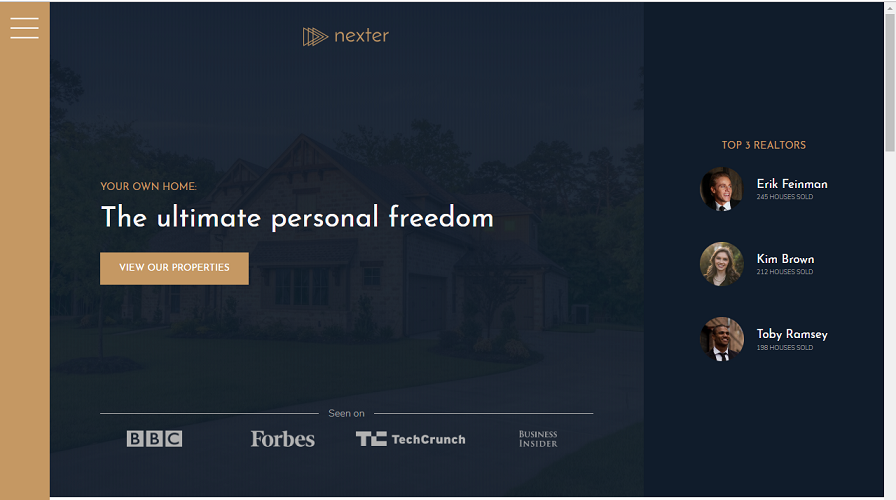 nexter
YOUR OWN HOME:
The ultimate personal freedom
VIEW OUR PROPERTIES
Seen on
BBC
Forbes
TC TechCrunch
BUSINESS
INSIDER
TOP 3 REALTORS
Erik Feinman
245 HOUSES SOLD
Kim Brown
212 HOUSES SOLD
Toby Ramsey
198 HOUSES SOLD